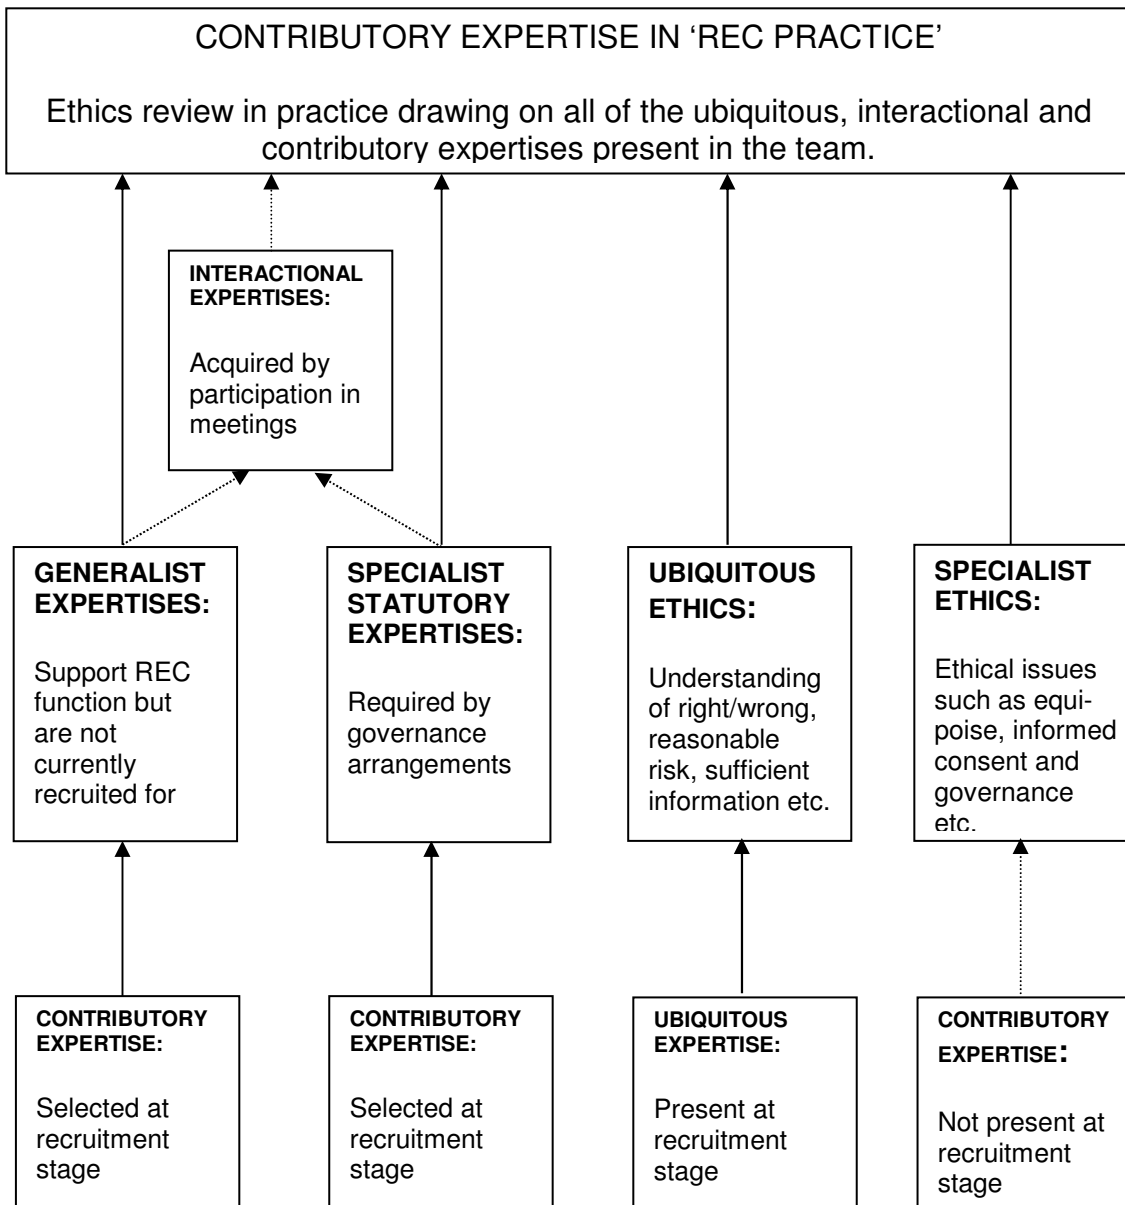 CONTRIBUTORY EXPERTISE IN ‘REC PRACTICE’
Ethics review in practice drawing on all of the ubiquitous, interactional and
contributory expertises present in the team.
INTERACTIONAL
EXPERTISES:
Acquired by
participation in
meetings
GENERALIST
EXPERTISES:
Support REC
function but
are not
currently
recruited for
SPECIALIST
STATUTORY
EXPERTISES:
Required by
governance
arrangements
UBIQUITOUS
ETHICS:
Understanding
of right/wrong,
reasonable
risk, sufficient
information etc.
SPECIALIST
ETHICS:
Ethical issues
such as equi-
poise, informed
consent and
governance
etc.
CONTRIBUTORY
EXPERTISE:
Selected at
recruitment
stage
CONTRIBUTORY
EXPERTISE:
Selected at
recruitment
stage
UBIQUITOUS
EXPERTISE:
Present at
recruitment
stage
CONTRIBUTORY
EXPERTISE:
Not present at
recruitment
stage